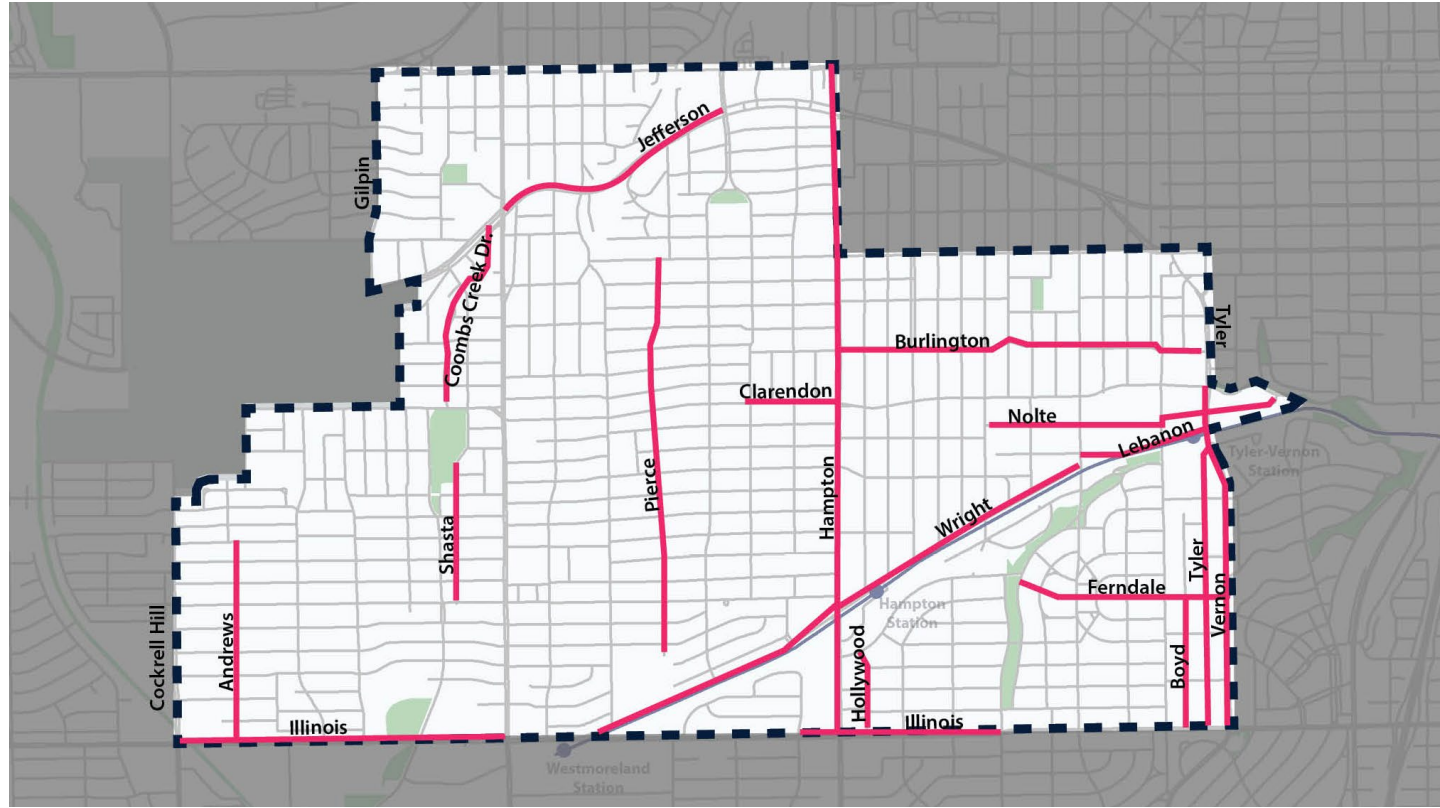 Jefferson
Gilpin
Coombs Creek Dr.
Tyler
Burlington
Clarendon
Nolte
Lebanon
Tyler-Vernon
Station
Pierce
Hampton
Wright
Shasta
Tyler
Ferndale
Vernon
Hampton
Station
Cockrell Hill
Andrews
Hollywood
Boyd
Illinois
Illinois
Westmoreland
Station